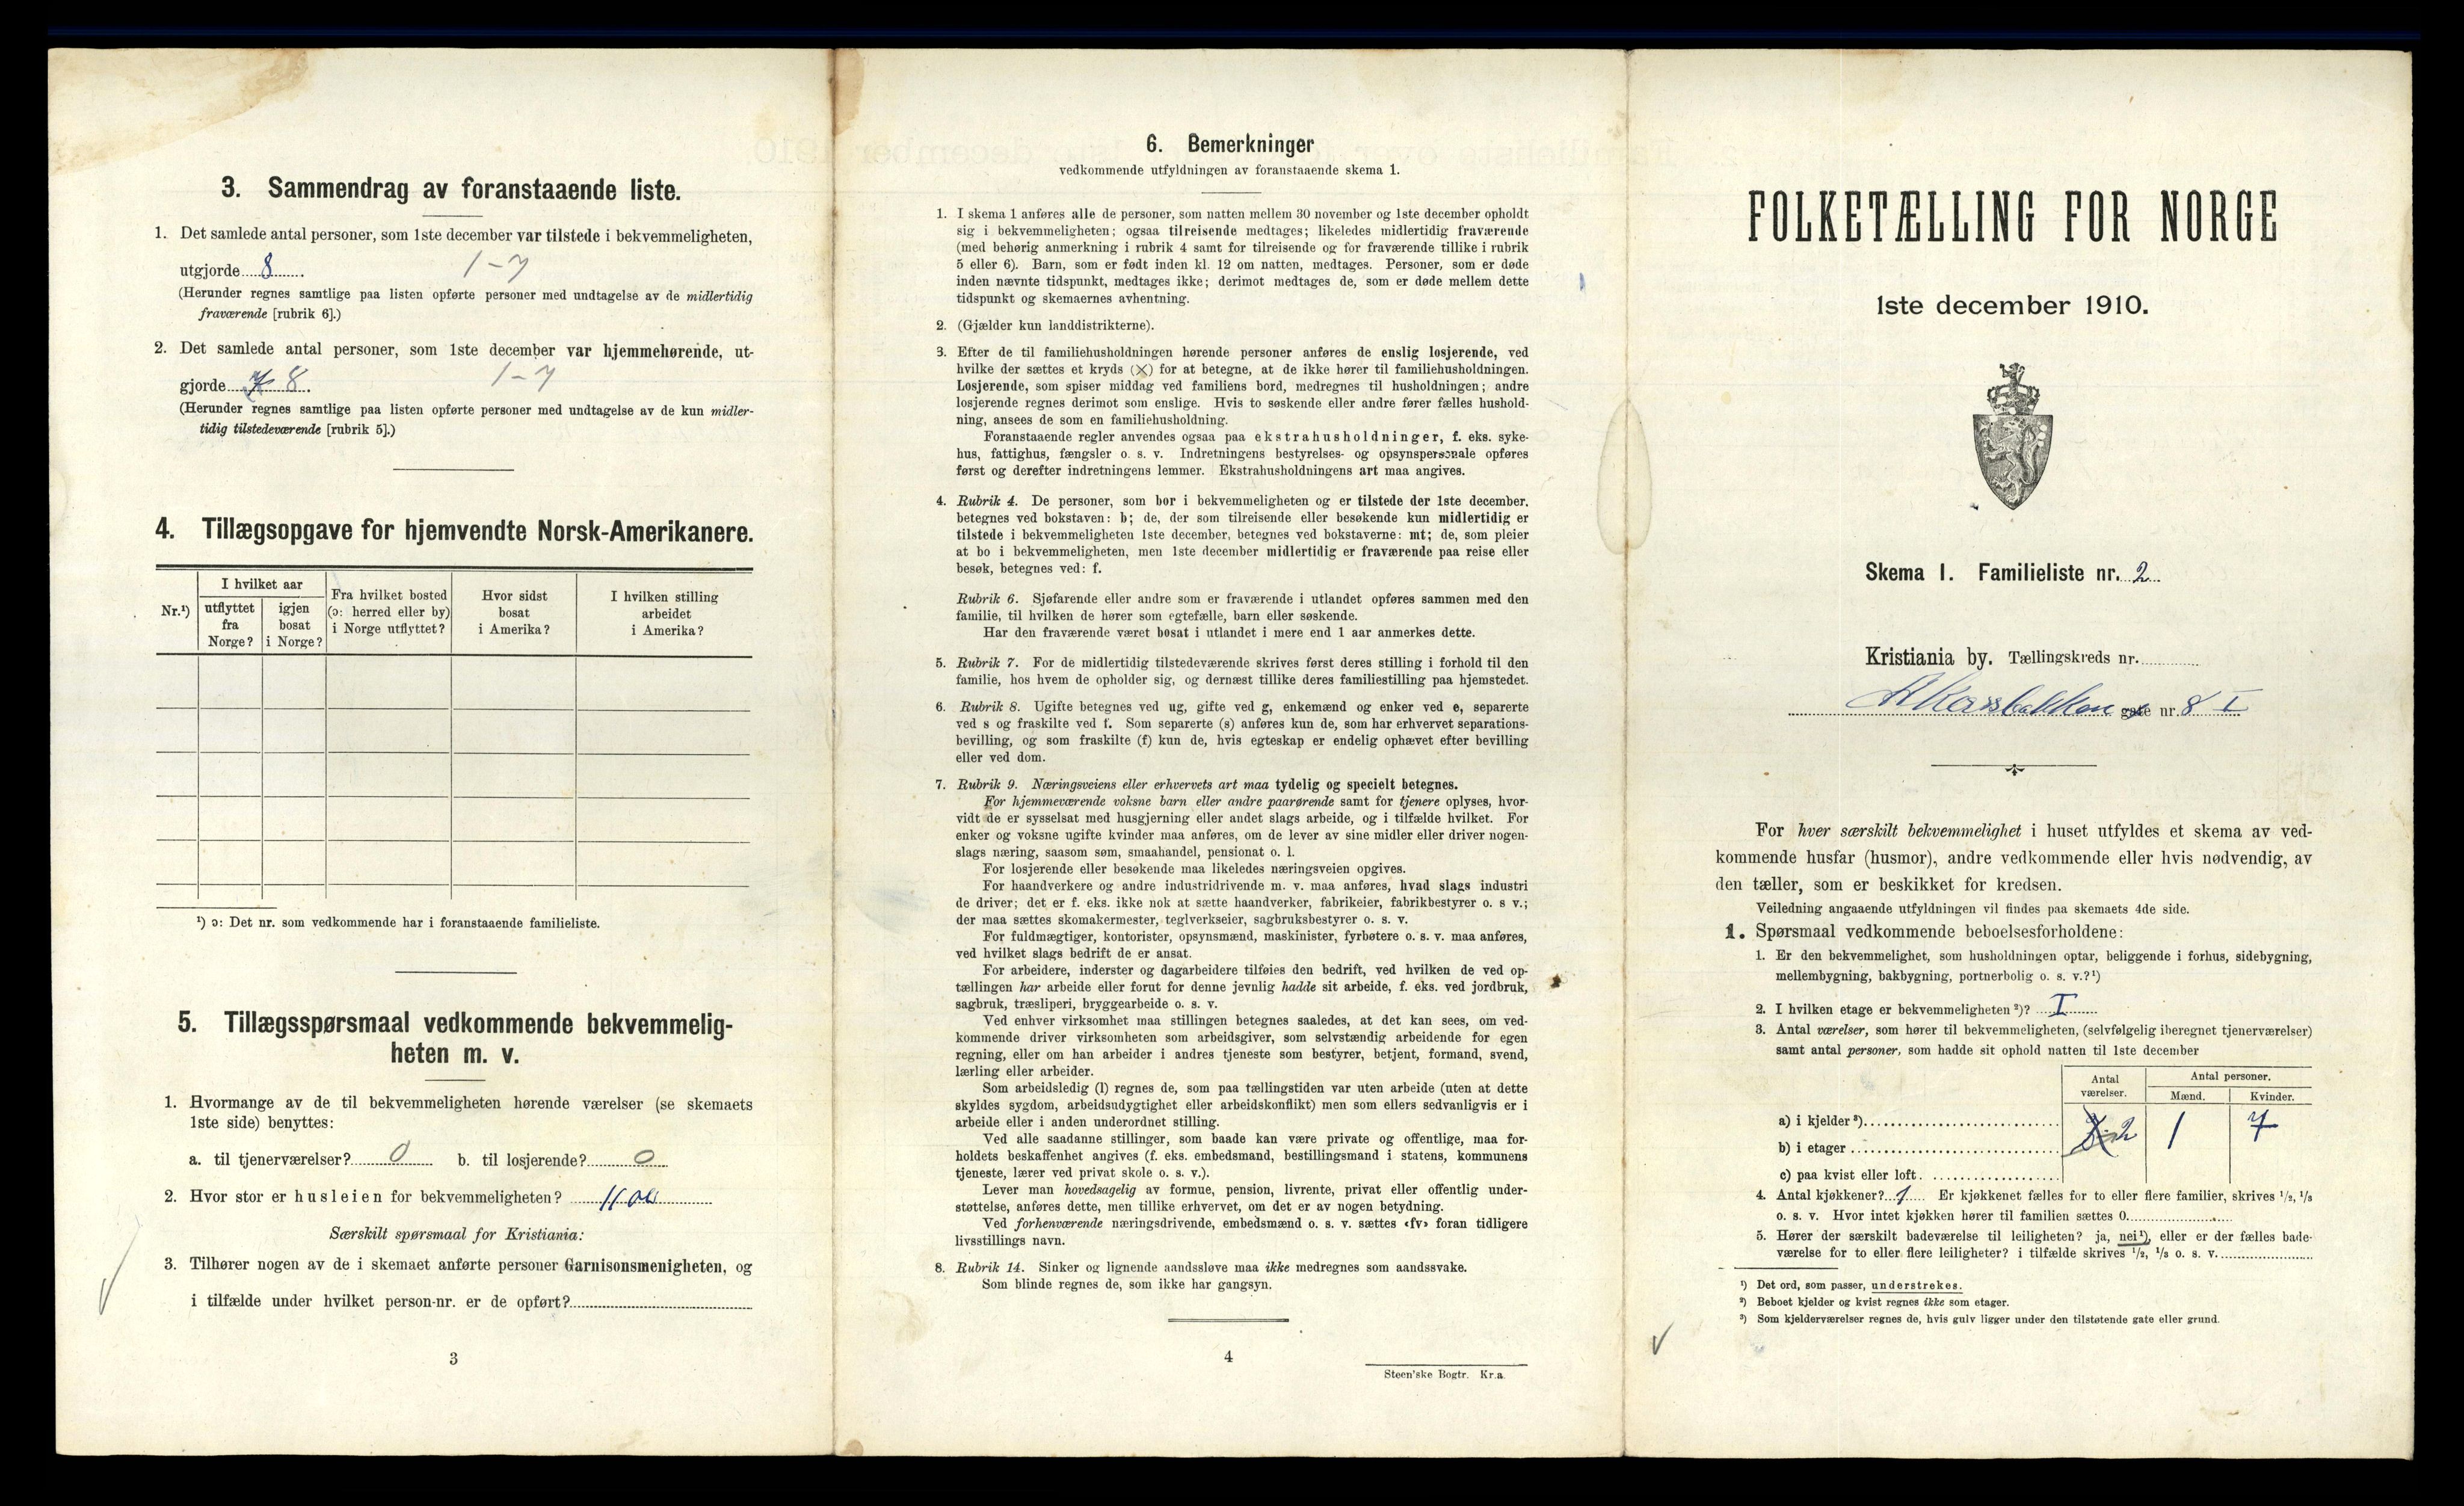 3. Sammendrag av foranstaaende liste.
1. Det samlede antal personer, som 1ste december var tilstede i bekvemmeligheten,
utgjorde 8. 1-7
(Herunder regnes samtlige paa listen opførte personer med undtagelse av de midlertidig
fraværende [rubrik 6].)
2. Det samlede antal personer, som 1ste december var hjemmehørende, ut-
gjorde 7 8. 1-7
(Herunder regnes samtlige paa listen opførte personer med undtagelse av de kun midler-
tidig tilstedeværende [rubrik 5].)
4. Tillægsopgave for hjemvendte Norsk-Amerikanere.
Nr.¹)
I hvilket aar
utflyttet fra Norge?
igjen bosat i Norge?
Fra hvilket bosted (ɔ: herred eller by) i Norge utflyttet?
Hvor sidst bosat i Amerika?
I hvilken stilling arbeidet i Amerika?
¹) ɔ: Det nr. som vedkommende har i foranstaaende familieliste.
5. Tillægsspørsmaal vedkommende bekvemmelig-
heten m. v.
1. Hvormange av de til bekvemmeligheten hørende værelser (se skemaets
1ste side) benyttes:
a. til tjenerværelser? 0 b. til losjerende? 0
2. Hvor stor er husleien for bekvemmeligheten?
Særskilt spørsmaal for Kristiania:
3. Tilhører nogen av de i skemaet anførte personer Garnisonsmenigheten, og
i tilfælde under hvilket person-nr. er de opført?
3
6. Bemerkninger
vedkommende utfyldningen av foranstaaende skema 1.
1. I skema 1 anføres alle de personer, som natten mellem 30 november og 1ste december opholdt
sig i bekvemmeligheten; ogsaa tilreisende medtages; likeledes midlertidig fraværende
(med behørig anmerkning i rubrik 4 samt for tilreisende og for fraværende tillike i rubrik
5 eller 6). Barn, som er født inden kl. 12 om natten, medtages. Personer, som er døde
inden nævnte tidspunkt, medtages ikke; derimot medtages de, som er døde mellem dette
tidspunkt og skemaernes avhentning.
2. (Gjælder kun landdistrikterne).
3. Efter de til familiehusholdningen hørende personer anføres de enslig losjerende, ved
hvilke der sættes et kryds (×) for at betegne, at de ikke hører til familiehusholdningen.
Losjerende, som spiser middag ved familiens bord, medregnes til husholdningen; andre
losjerende regnes derimot som enslige. Hvis to søskende eller andre fører fælles hushold-
ning, ansees de som en familiehusholdning.
Foranstaaende regler anvendes ogsaa paa ekstrahusholdninger, f. eks. syke-
hus, fattighus, fængsler o. s. v. Indretningens bestyrelses- og opsynspersonale opføres
først og derefter indretningens lemmer. Ekstrahusholdningens art maa angives.
4. Rubrik 4. De personer, som bor i bekvemmeligheten og er tilstede der 1ste december,
betegnes ved bokstaven: b; de, der som tilreisende eller besøkende kun midlertidig er
tilstede i bekvemmeligheten 1ste december, betegnes ved bokstaverne: mt; de, som pleier
at bo i bekvemmeligheten, men 1ste december midlertidig er fraværende paa reise eller
besøk, betegnes ved: f.
Rubrik 6. Sjøfarende eller andre som er fraværende i utlandet opføres sammen med den
familie, til hvilken de hører som egtefælle, barn eller søskende.
Har den fraværende været bosat i utlandet i mere end 1 aar anmerkes dette.
5. Rubrik 7. For de midlertidig tilstedeværende skrives først deres stilling i forhold til den
familie, hos hvem de opholder sig, og dernæst tillike deres familiestilling paa hjemstedet.
6. Rubrik 8. Ugifte betegnes ved ug, gifte ved g, enkemænd og enker ved e, separerte
ved s og fraskilte ved f. Som separerte (s) anføres kun de, som har erhvervet separations-
bevilling, og som fraskilte (f) kun de, hvis egteskap er endelig ophævet efter bevilling
eller ved dom.
7. Rubrik 9. Næringsveiens eller erhvervets art maa tydelig og specielt betegnes.
For hjemmeværende voksne barn eller andre paarørende samt for tjenere oplyses, hvor-
vidt de er sysselsat med husgjerning eller andet slags arbeide, og i tilfælde hvilket. For
enker og voksne ugifte kvinder maa anføres, om de lever av sine midler eller driver nogen-
slags næring, saasom søm, smaahandel, pensionat o. l.
For losjerende eller besøkende maa likeledes næringsveien opgives.
For haandverkere og andre industridrivende m. v. maa anføres, hvad slags industri
de driver; det er f. eks. ikke nok at sætte haandverker, fabrikeier, fabrikbestyrer o. s v.;
der maa sættes skomakermester, teglverkseier, sagbruksbestyrer o. s. v.
For fuldmægtiger, kontorister, opsynsmænd, maskinister, fyrbøtere o. s. v. maa anføres,
ved hvilket slags bedrift de er ansat.
For arbeidere, inderster og dagarbeidere tilføies den bedrift, ved hvilken de ved op-
tællingen har arbeide eller forut for denne jevnlig hadde sit arbeide, f. eks. ved jordbruk,
sagbruk, træsliperi, bryggearbeide o. s. v.
Ved enhver virksomhet maa stillingen betegnes saaledes, at det kan sees, om ved-
kommende driver virksomheten som arbeidsgiver, som selvstændig arbeidende for egen
regning, eller om han arbeider i andres tjeneste som bestyrer, betjent, formand, svend,
lærling eller arbeider.
Som arbeidsledig (l) regnes de, som paa tællingstiden var uten arbeide (uten at dette
skyldes sygdom, arbeidsudygtighet eller arbeidskonflikt) men som ellers sedvanligvis er i
arbeide eller i anden underordnet stilling.
Ved alle saadanne stillinger, som baade kan være private og offentlige, maa for-
holdets beskaffenhet angives (f. eks. embedsmand, bestillingsmand i statens, kommunens
tjeneste, lærer ved privat skole o. s. v.).
Lever man hovedsagelig av formue, pension, livrente, privat eller offentlig under-
støttelse, anføres dette, men tillike erhvervet, om det er av nogen betydning.
Ved forhenværende næringsdrivende, embedsmænd o. s. v. sættes «fv» foran tidligere
livsstillings navn.
8. Rubrik 14. Sinker og lignende aandssløve maa ikke medregnes som aandssvake.
Som blinde regnes de, som ikke har gangsyn.
4
Steen'ske Bogtr. Kr.a.
FOLKETÆLLING FOR NORGE
1ste december 1910.
Skema 1. Familieliste nr. 2
Kristiania by. Tællingskreds nr.
Akersbakken gate nr. 8 I
For hver særskilt bekvemmelighet i huset utfyldes et skema av ved-
kommende husfar (husmor), andre vedkommende eller hvis nødvendig, av
den tæller, som er beskikket for kredsen.
Veiledning angaaende utfyldningen vil findes paa skemaets 4de side.
1. Spørsmaal vedkommende beboelsesforholdene:
1. Er den bekvemmelighet, som husholdningen optar, beliggende i forhus, sidebygning,
mellembygning, bakbygning, portnerbolig o. s. v.?¹)
2. I hvilken etage er bekvemmeligheten ²)? I
3. Antal værelser, som hører til bekvemmeligheten, (selvfølgelig iberegnet tjenerværelser)
samt antal personer, som hadde sit ophold natten til 1ste december
Antal værelser. Antal personer.
Mænd. Kvinder.
a) i kjelder ³)
b) i etager 2 1 7
c) paa kvist eller loft.
4. Antal kjøkkener? 1 Er kjøkkenet fælles for to eller flere familier, skrives ¹/₂, ¹/₃
o. s. v. Hvor intet kjøkken hører til familien sættes 0.
5. Hører der særskilt badeværelse til leiligheten? ja, nei ¹), eller er der fælles bade-
værelse for to eller flere leiligheter? i tilfælde skrives ¹/₂, ¹/₃ o. s. v.
¹) Det ord, som passer, understrekes.
²) Beboet kjelder og kvist regnes ikke som etager.
³) Som kjelderværelser regnes de, hvis gulv ligger under den tilstøtende gate eller grund.